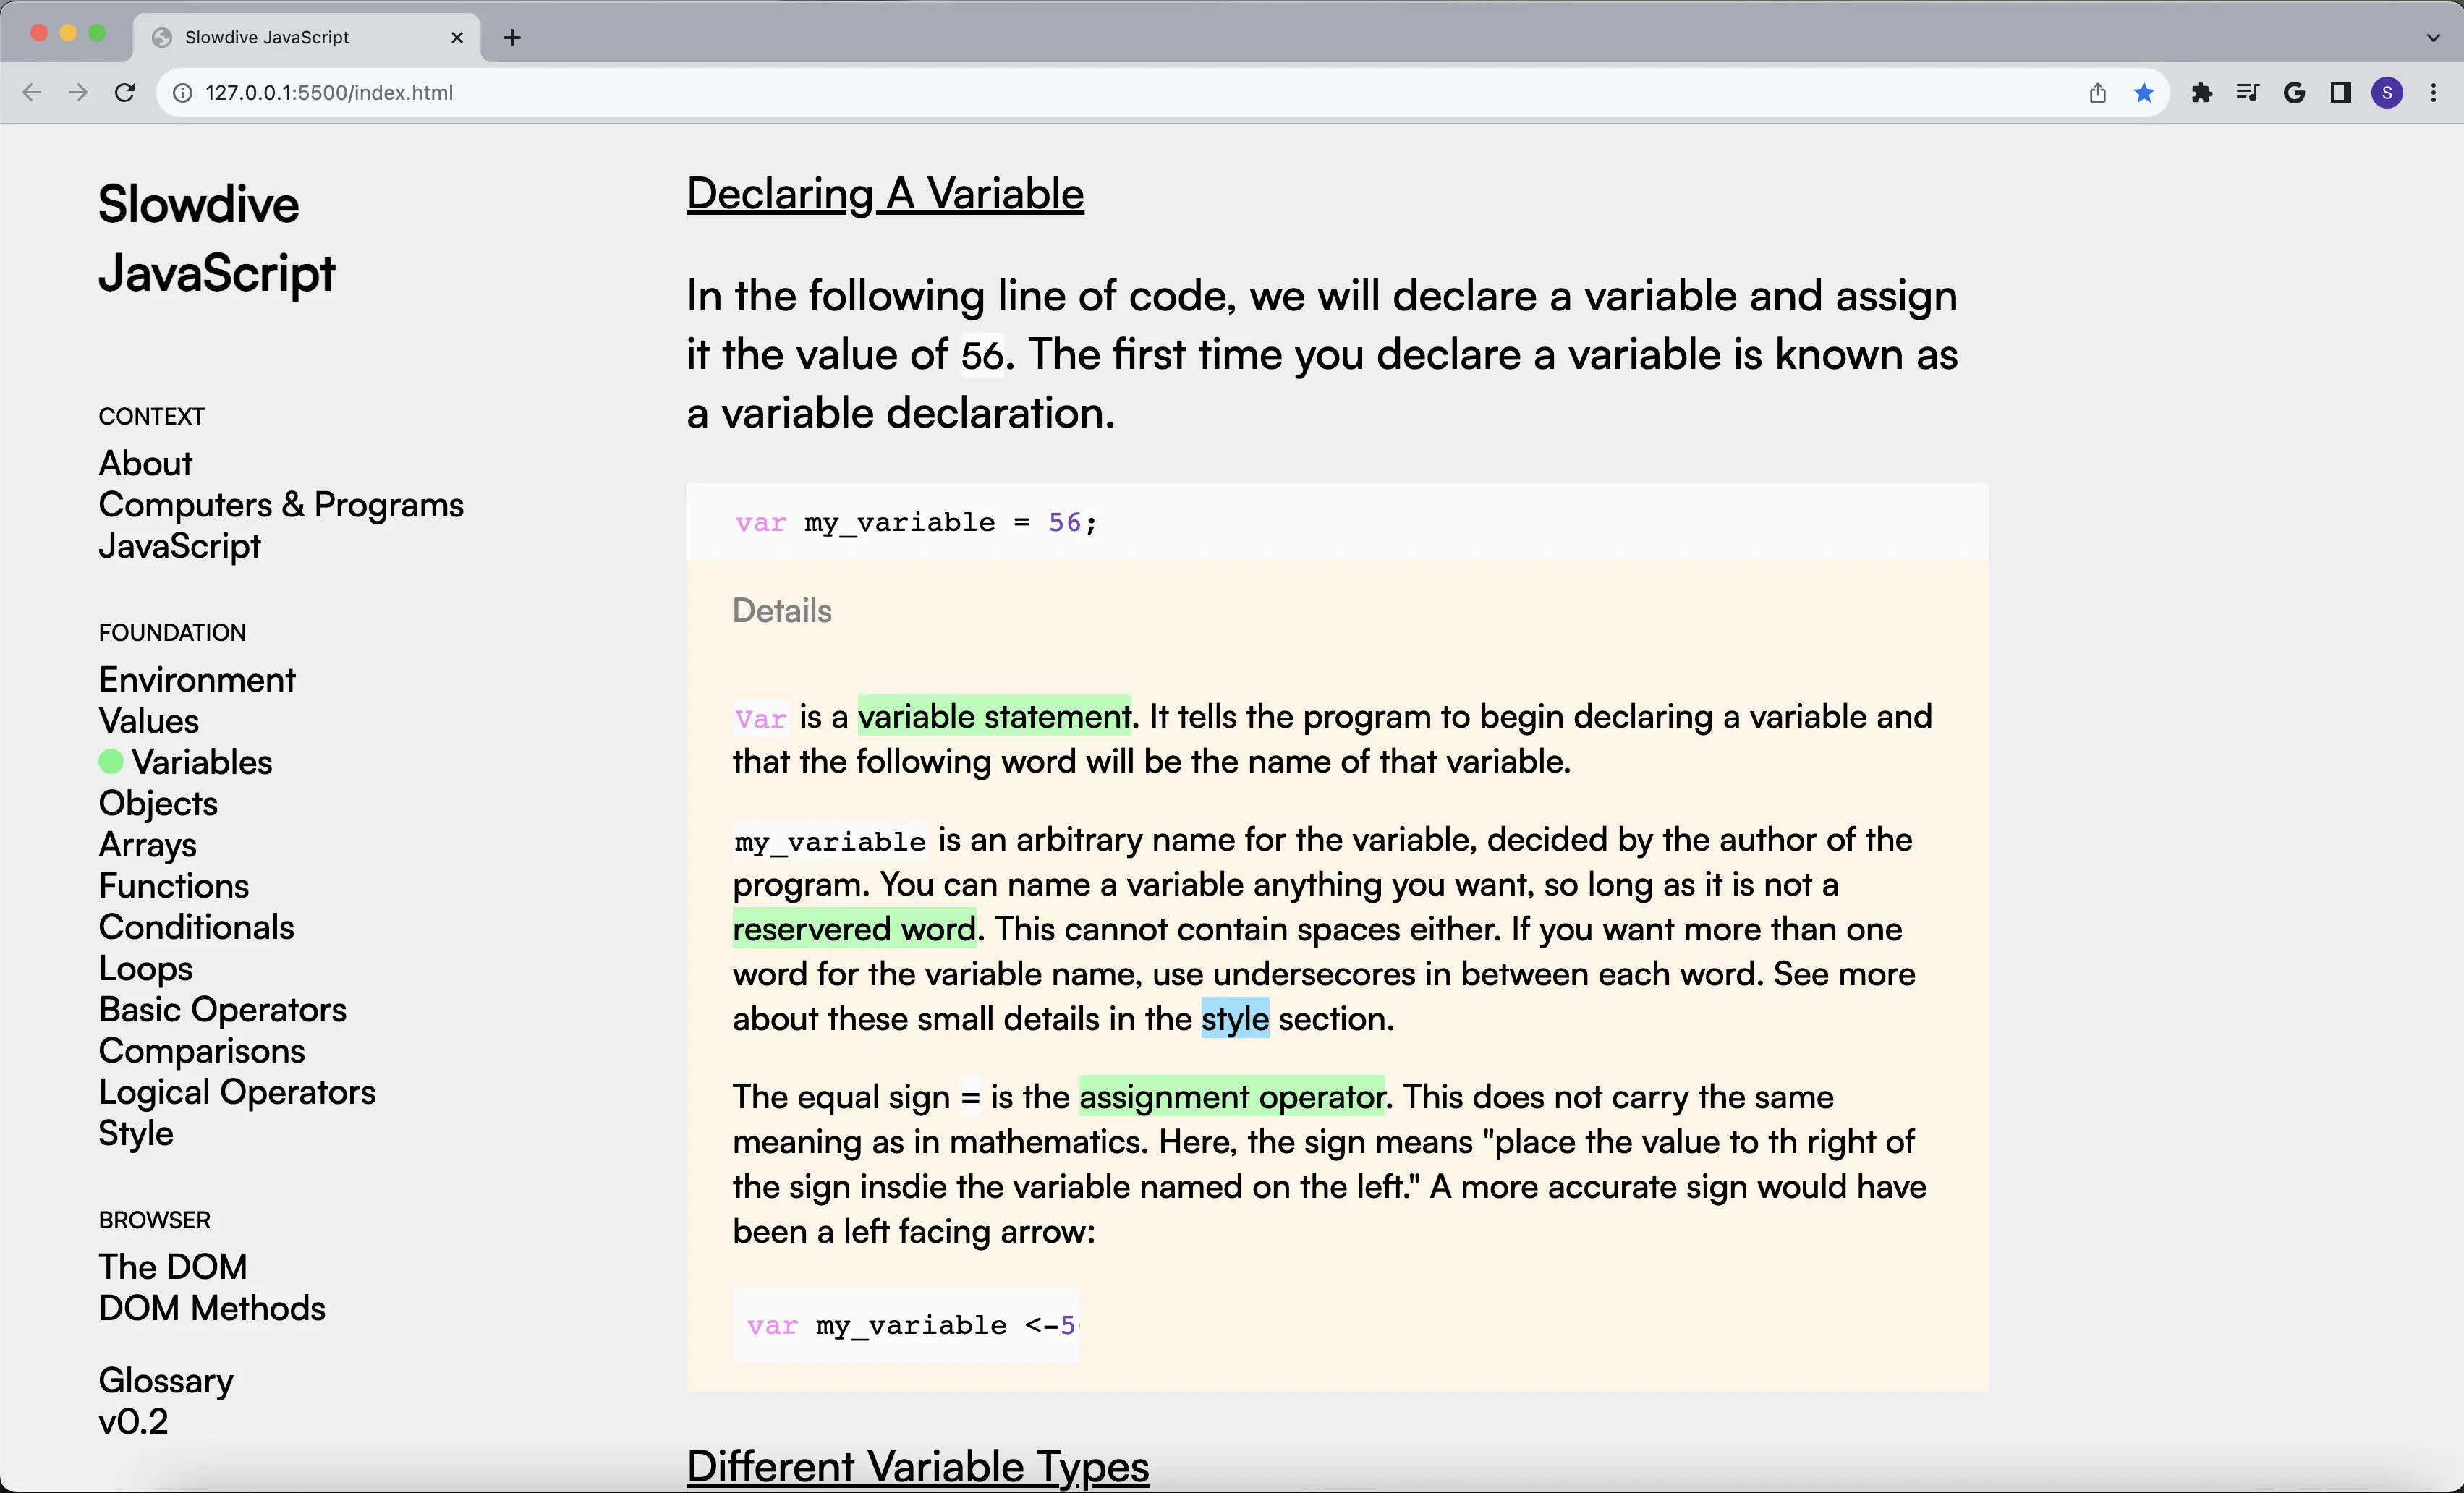 Slowdive JavaScript
127.0.0.1:5500/index.html
S
Slowdive
JavaScript
CONTEXT
About
Computers & Programs
JavaScript
FOUNDATION
Environment
Values
Variables
Objects
Arrays
Functions
Conditionals
Loops
Basic Operators
Comparisons
Logical Operators
Style
BROWSER
The DOM
DOM Methods
Glossary
v0.2
Declaring A Variable
In the following line of code, we will declare a variable and assign
it the value of 56. The first time you declare a variable is known as
a variable declaration.
var my_variable = 56;
Details
Var is a variable statement. It tells the program to begin declaring a variable and
that the following word will be the name of that variable.
my_variable is an arbitrary name for the variable, decided by the author of the
program. You can name a variable anything you want, so long as it is not a
reservered word. This cannot contain spaces either. If you want more than one
word for the variable name, use undersecores in between each word. See more
about these small details in the style section.
The equal sign = is the assignment operator. This does not carry the same
meaning as in mathematics. Here, the sign means "place the value to th right of
the sign insdie the variable named on the left." A more accurate sign would have
been a left facing arrow:
var my_variable <-5
Different Variable Types